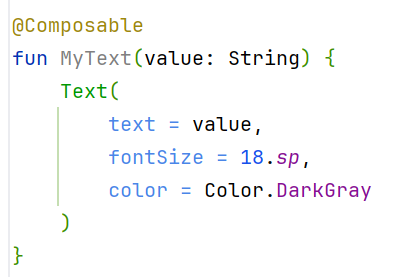 @Composable
fun MyText(value: String) {
    Text(
        text = value,
        fontSize = 18.sp,
        color = Color.DarkGray
    )
}